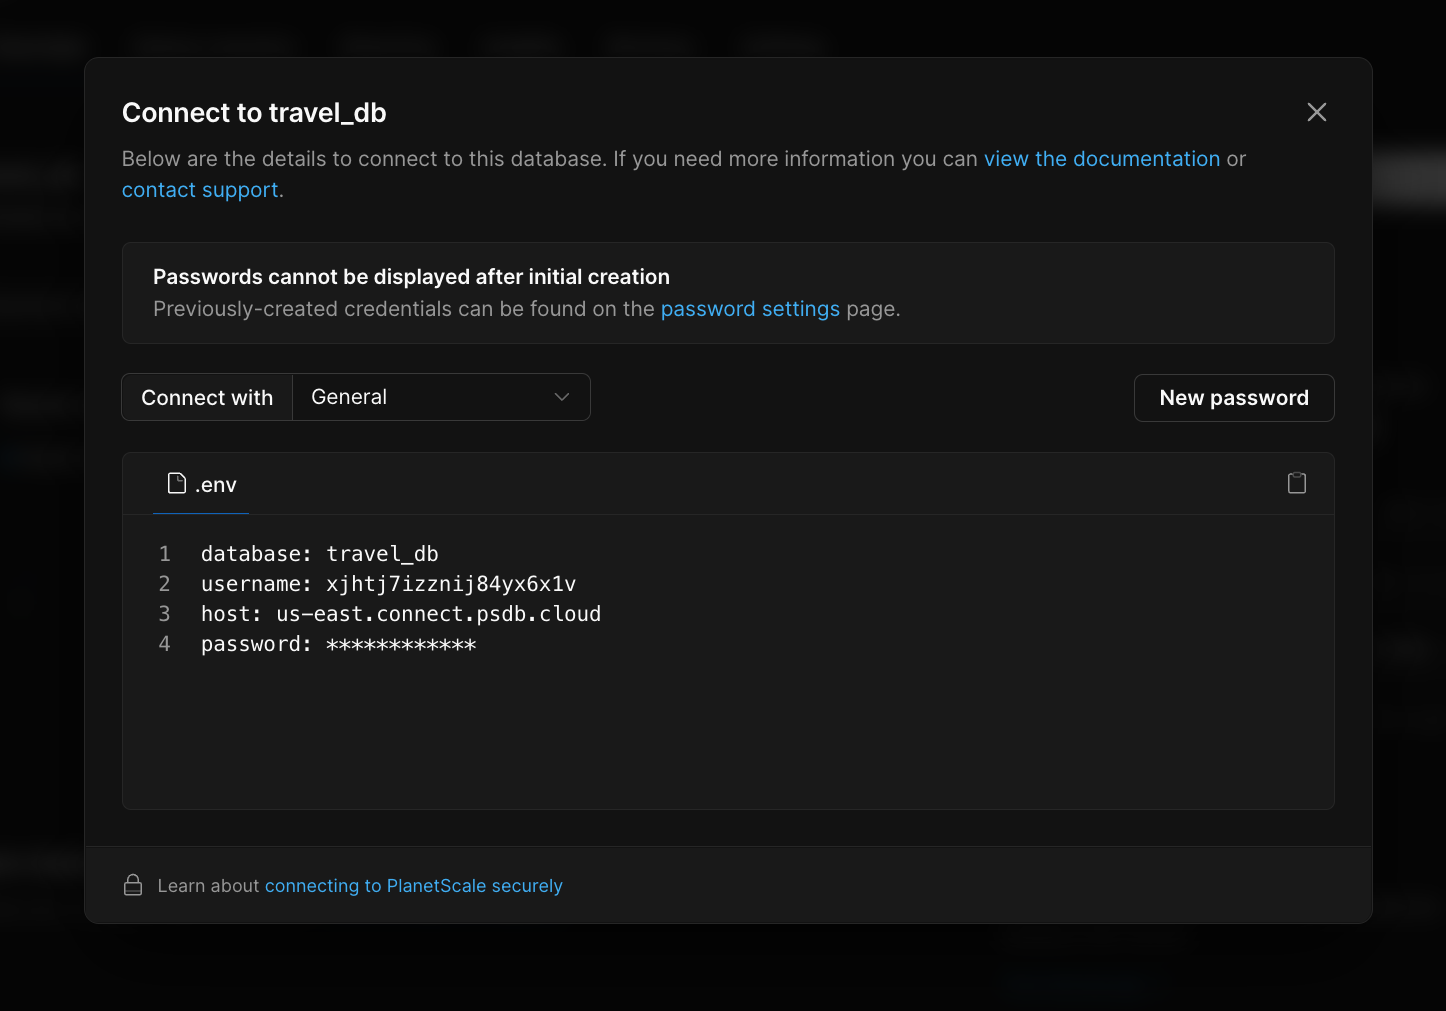 Connect to travel_db
Below are the details to connect to this database. If you need more information you can view the documentation or
contact support.
Passwords cannot be displayed after initial creation
Previously-created credentials can be found on the password settings page.
Connect with General
New password
.env
1 database: travel_db
2 username: xjhtj7izznij84yx6x1v
3 host: us-east.connect.psdb.cloud
4 password: ************
Learn about connecting to PlanetScale securely